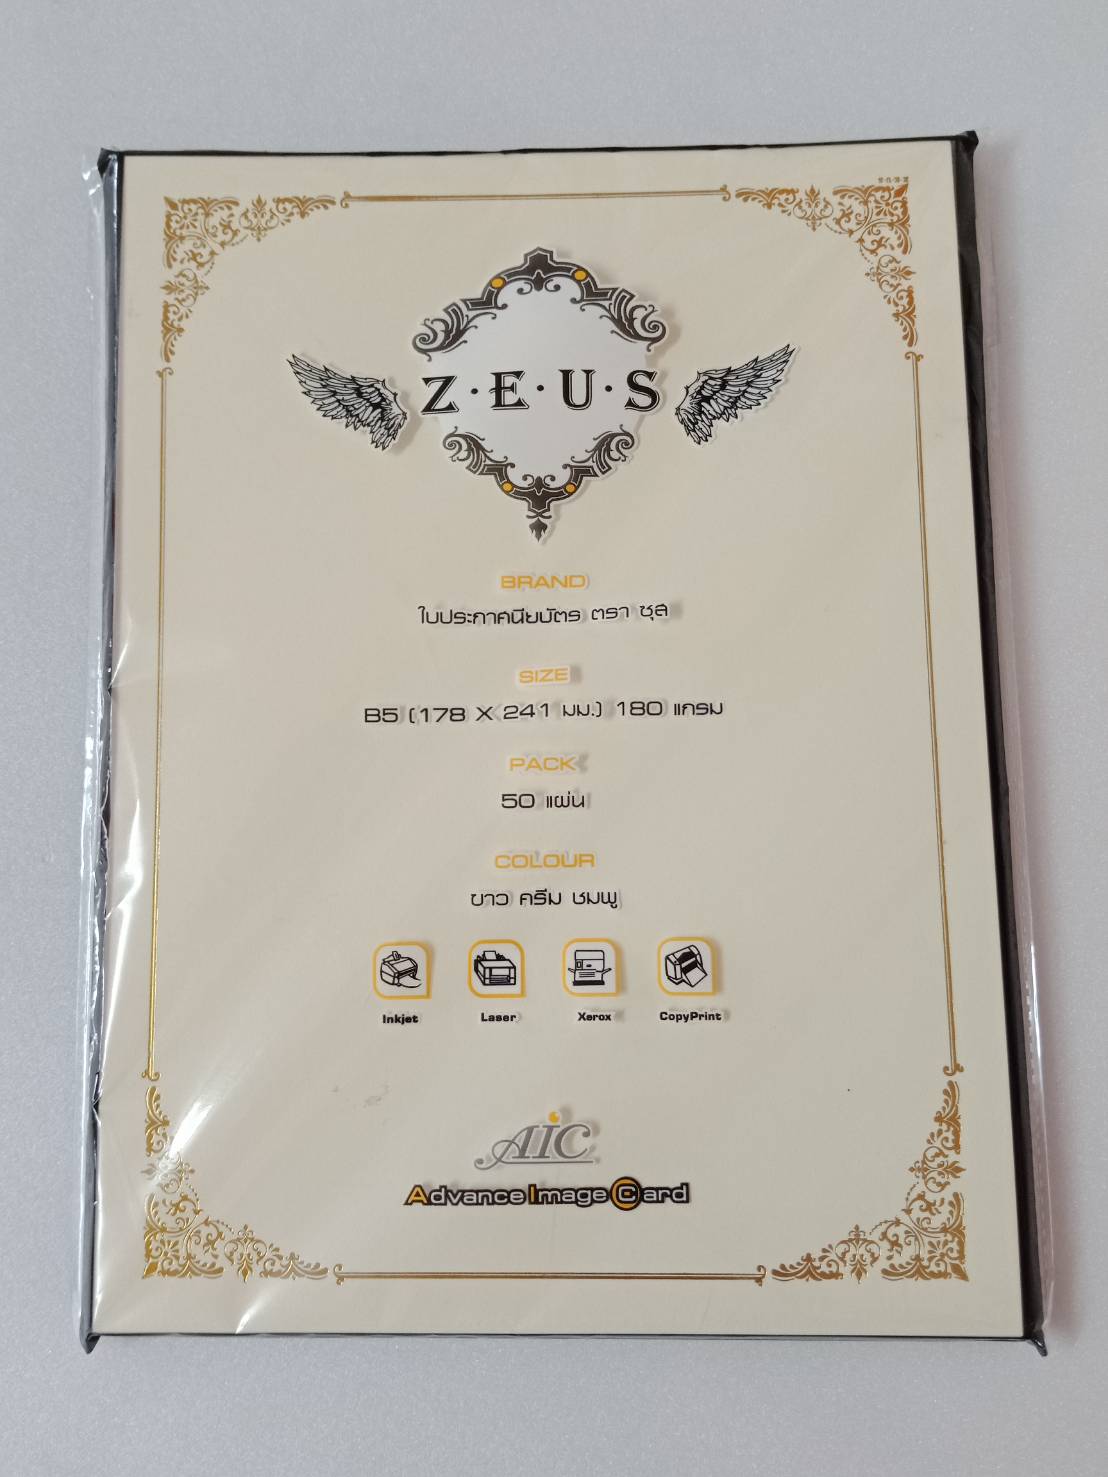 Z·E·U·S
BRAND
ใบประกาศนียบัตร ตรา ซุส
SIZE
B5 (178 X 241 มม.) 180 แกรม
PACK
50 แผ่น
COLOUR
ขาว ครีม ชมพู
Inkjet Laser Xerox CopyPrint
AIC
Advance Image Card